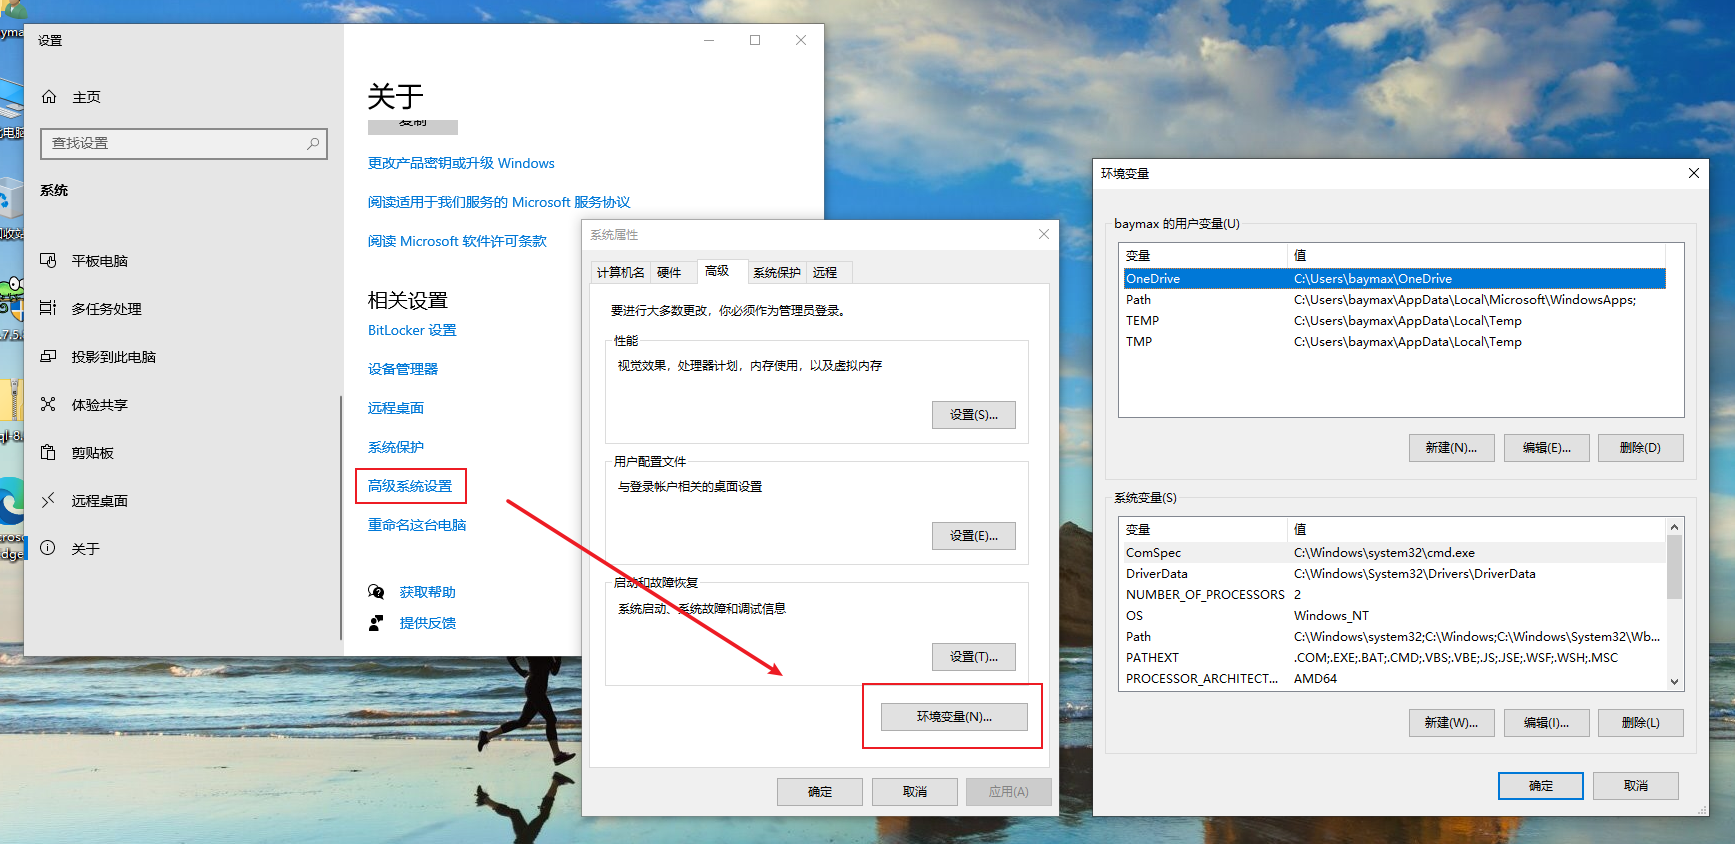 设置
主页
查找设置
系统
平板电脑
多任务处理
投影到此电脑
体验共享
剪贴板
远程桌面
关于
关于
复制
更改产品密钥或升级 Windows
阅读适用于我们服务的 Microsoft 服务协议
阅读 Microsoft 软件许可条款
相关设置
BitLocker 设置
设备管理器
远程桌面
系统保护
高级系统设置
重命名这台电脑
获取帮助
提供反馈
系统属性
计算机名 硬件 高级 系统保护 远程
要进行大多数更改，你必须作为管理员登录。
性能
视觉效果，处理器计划，内存使用，以及虚拟内存
设置(S)...
用户配置文件
与登录帐户相关的桌面设置
设置(E)...
启动和故障恢复
系统启动、系统故障和调试信息
设置(T)...
环境变量(N)...
确定 取消 应用(A)
环境变量
baymax 的用户变量(U)
变量 值
OneDrive C:\Users\baymax\OneDrive
Path C:\Users\baymax\AppData\Local\Microsoft\WindowsApps;
TEMP C:\Users\baymax\AppData\Local\Temp
TMP C:\Users\baymax\AppData\Local\Temp
新建(N)... 编辑(E)... 删除(D)
系统变量(S)
变量 值
ComSpec C:\Windows\system32\cmd.exe
DriverData C:\Windows\System32\Drivers\DriverData
NUMBER_OF_PROCESSORS 2
OS Windows_NT
Path C:\Windows\system32;C:\Windows;C:\Windows\System32\Wb...
PATHEXT .COM;.EXE;.BAT;.CMD;.VBS;.VBE;.JS;.JSE;.WSF;.WSH;.MSC
PROCESSOR_ARCHITECT... AMD64
新建(W)... 编辑(I)... 删除(L)
确定 取消